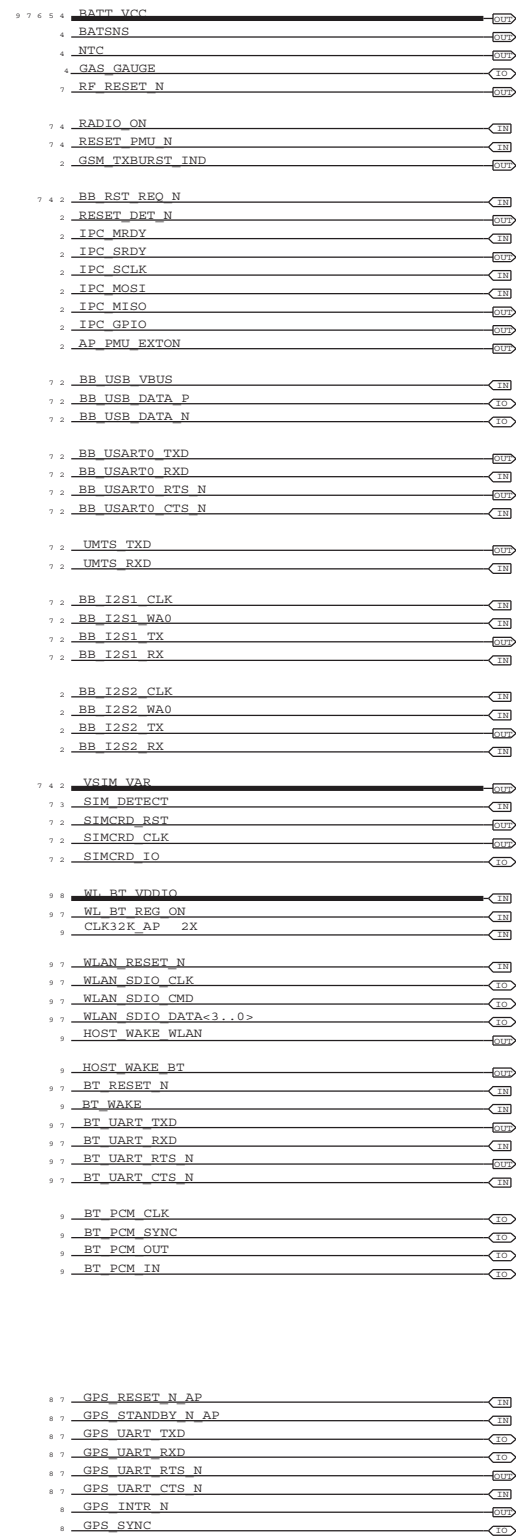 9 7 6 5 4 BATT_VCC OUT
4 BATSNS OUT
4 NTC OUT
4 GAS_GAUGE IO
7 RF_RESET_N OUT
7 4 RADIO_ON IN
7 4 RESET_PMU_N IN
2 GSM_TXBURST_IND OUT
7 4 2 BB_RST_REQ_N IN
2 RESET_DET_N OUT
2 IPC_MRDY IN
2 IPC_SRDY OUT
2 IPC_SCLK IN
2 IPC_MOSI IN
2 IPC_MISO OUT
2 IPC_GPIO OUT
2 AP_PMU_EXTON OUT
7 2 BB_USB_VBUS IN
7 2 BB_USB_DATA_P IO
7 2 BB_USB_DATA_N IO
7 2 BB_USART0_TXD OUT
7 2 BB_USART0_RXD IN
7 2 BB_USART0_RTS_N OUT
7 2 BB_USART0_CTS_N IN
7 2 UMTS_TXD OUT
7 2 UMTS_RXD IN
7 2 BB_I2S1_CLK IN
7 2 BB_I2S1_WA0 IN
7 2 BB_I2S1_TX OUT
7 2 BB_I2S1_RX IN
2 BB_I2S2_CLK IN
2 BB_I2S2_WA0 IN
2 BB_I2S2_TX OUT
2 BB_I2S2_RX IN
7 4 2 VSIM_VAR OUT
7 3 SIM_DETECT IN
7 2 SIMCRD_RST OUT
7 2 SIMCRD_CLK OUT
7 2 SIMCRD_IO IO
9 8 WL_BT_VDDIO IN
9 7 WL_BT_REG_ON IN
9 CLK32K_AP 2X IN
9 7 WLAN_RESET_N IN
9 7 WLAN_SDIO_CLK IO
9 7 WLAN_SDIO_CMD IO
9 7 WLAN_SDIO_DATA<3..0> IO
9 HOST_WAKE_WLAN OUT
9 HOST_WAKE_BT OUT
9 7 BT_RESET_N IN
9 BT_WAKE IN
9 7 BT_UART_TXD OUT
9 7 BT_UART_RXD IN
9 7 BT_UART_RTS_N OUT
9 7 BT_UART_CTS_N IN
9 BT_PCM_CLK IO
9 BT_PCM_SYNC IO
9 BT_PCM_OUT IO
9 BT_PCM_IN IO
8 7 GPS_RESET_N_AP IN
8 7 GPS_STANDBY_N_AP IN
8 7 GPS_UART_TXD IO
8 7 GPS_UART_RXD IO
8 7 GPS_UART_RTS_N OUT
8 7 GPS_UART_CTS_N IN
8 GPS_INTR_N OUT
8 GPS_SYNC IO